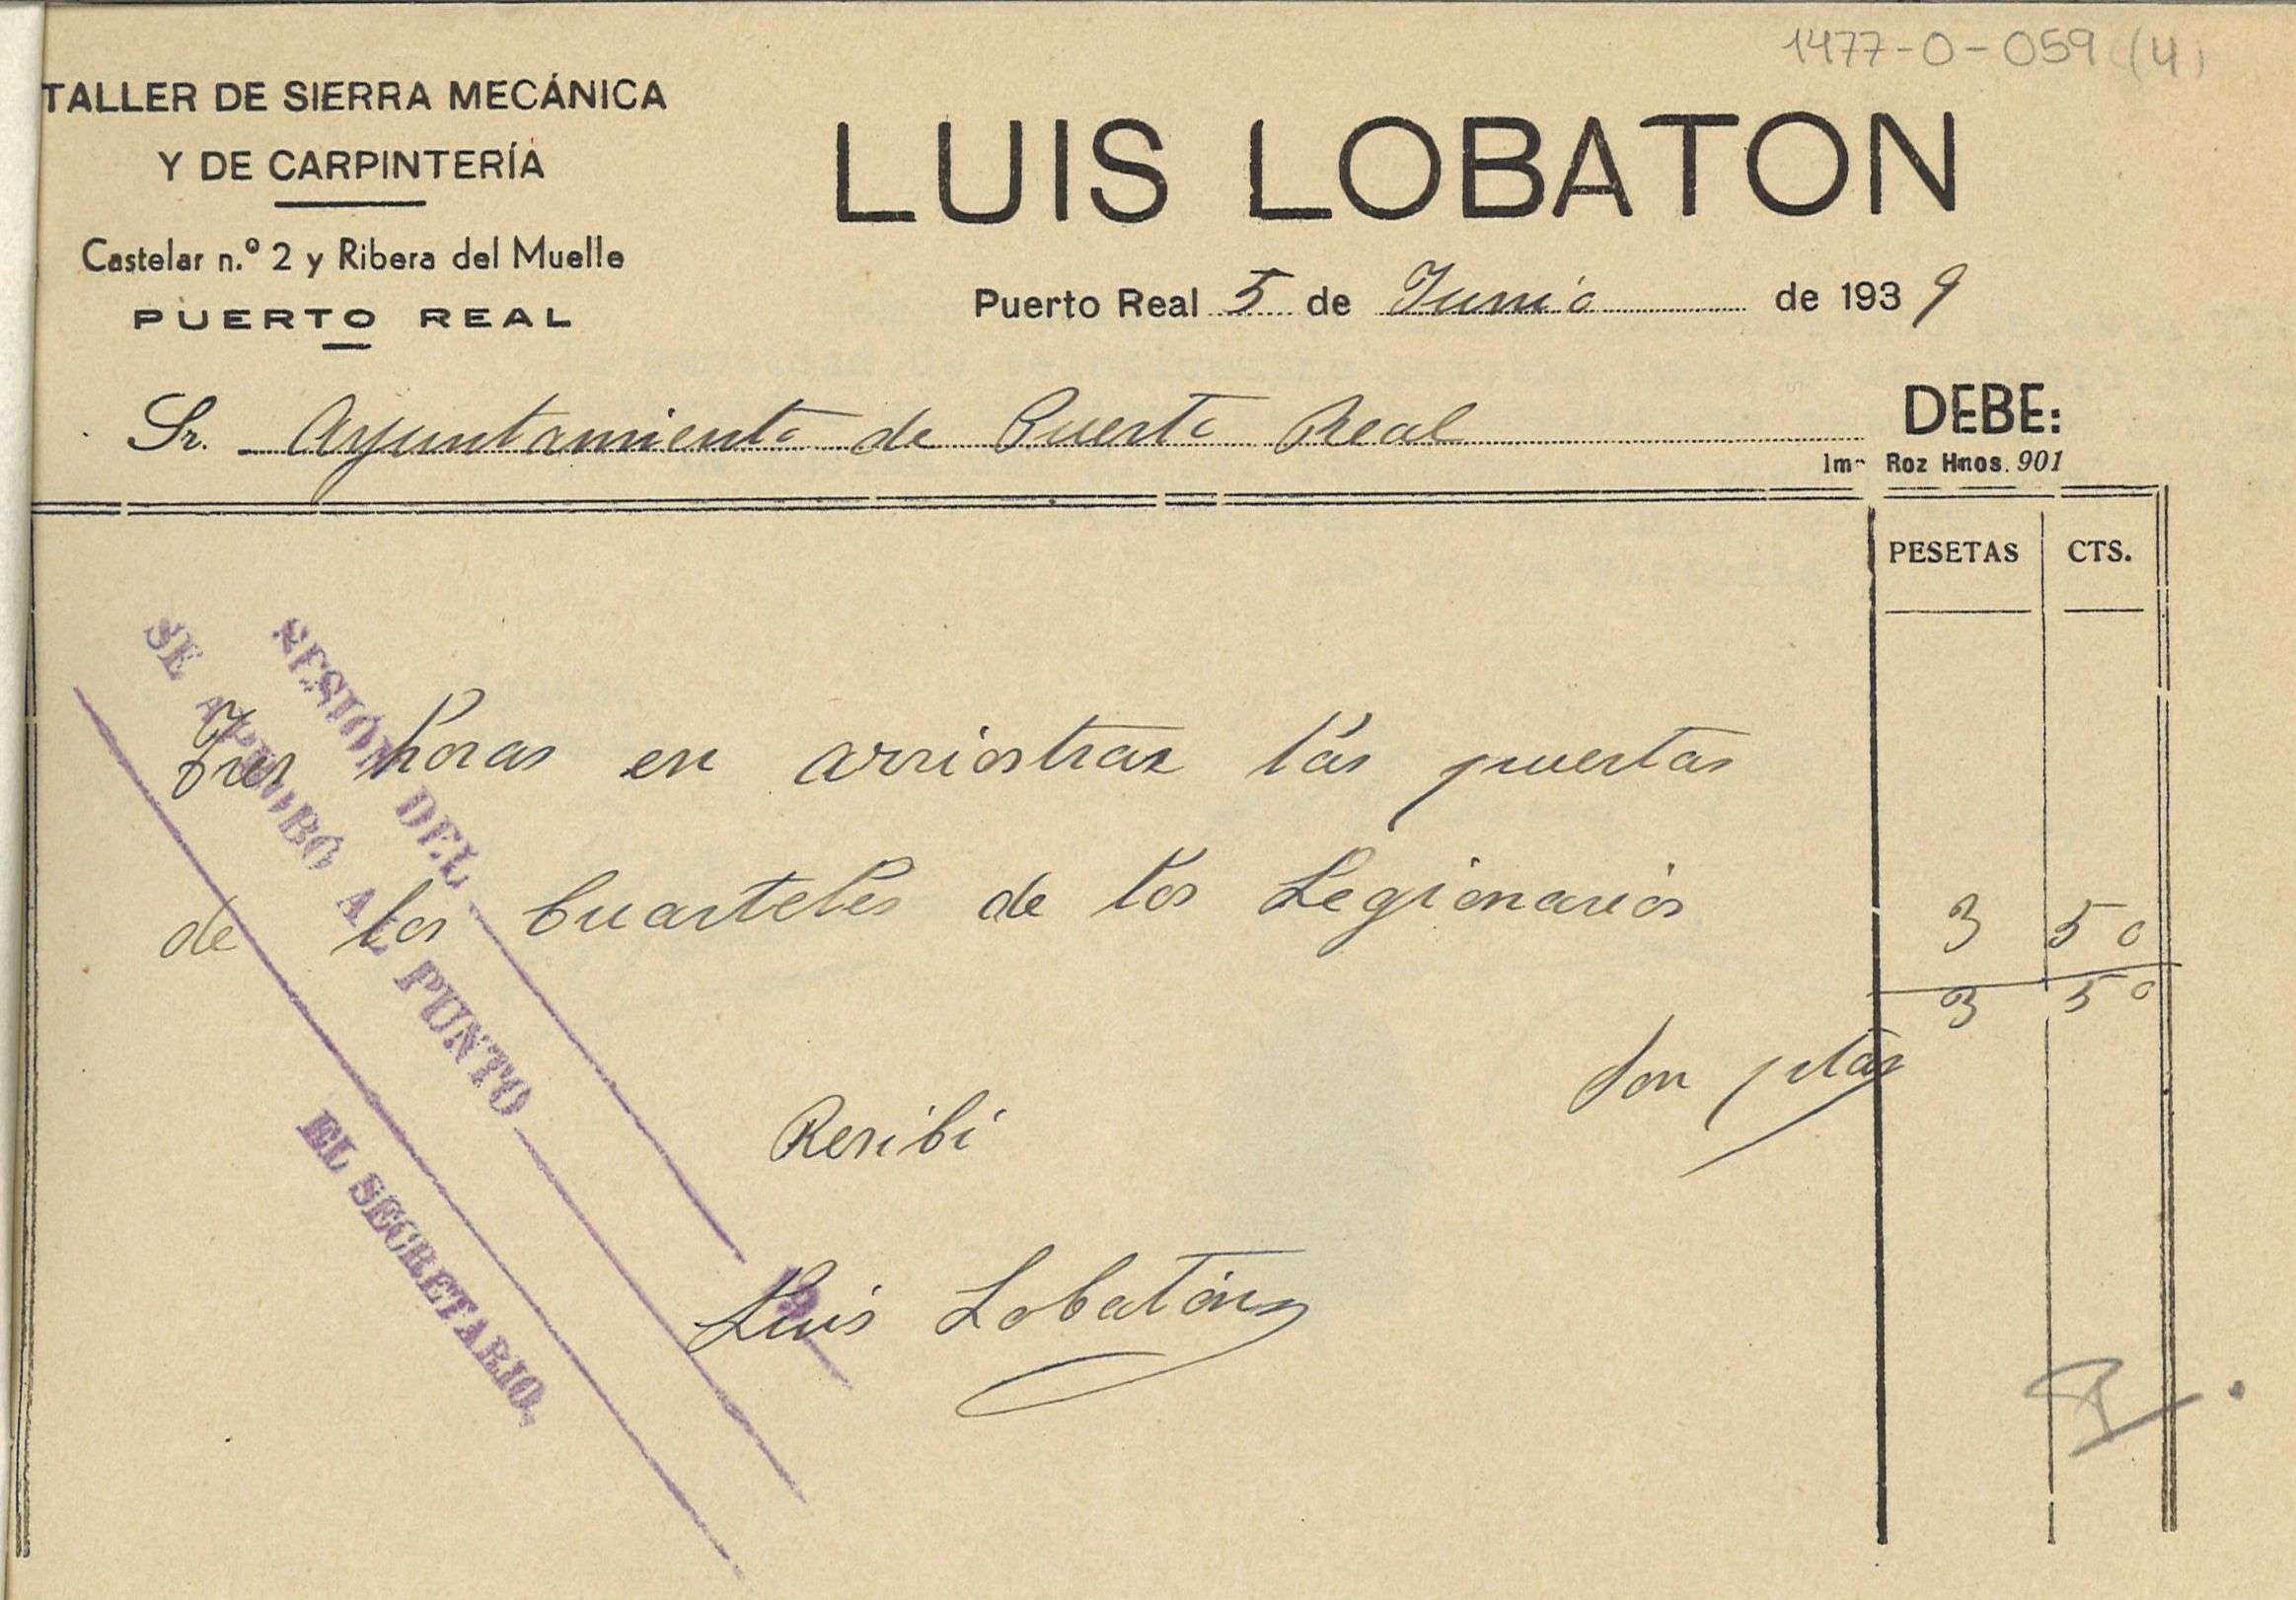 1477-0-059 (4)
TALLER DE SIERRA MECÁNICA
Y DE CARPINTERÍA
Castelar n.º 2 y Ribera del Muelle
PUERTO REAL
LUIS LOBATON
Puerto Real 5 de Junio de 1939
Sr. Ayuntamiento de Puerto Real DEBE:
Imp Roz Hnos. 901
PESETAS CTS.
Tres horas en arriostrar las puertas
de los Cuarteles de los Legionarios 3 50
3 50
Son ptas
Recibi
Luis Lobatón
SESIÓN DEL 19
SE APROBÓ AL PUNTO
EL SECRETARIO,